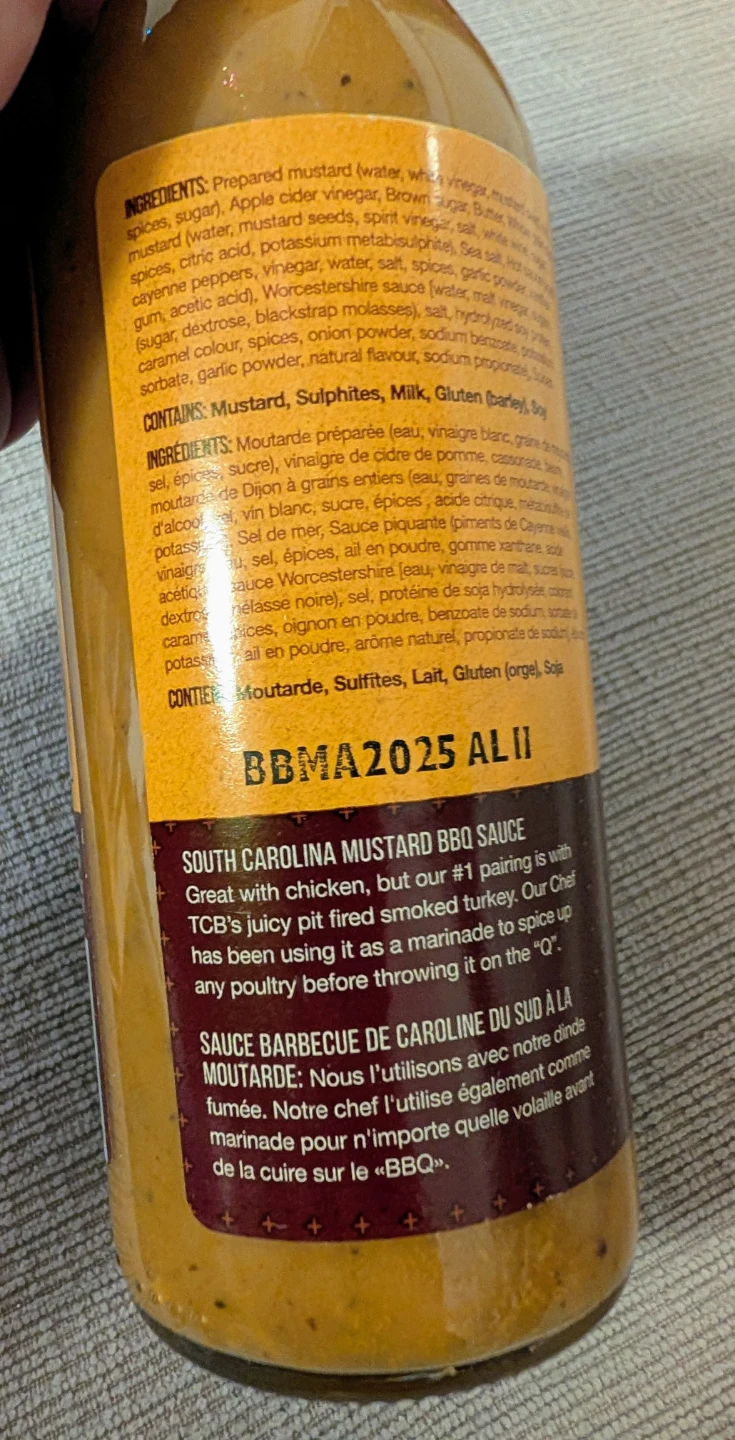 INGREDIENTS: Prepared mustard (water, white vinegar, mustard
spices, sugar), Apple cider vinegar, Brown sugar, Butter,
mustard (water, mustard seeds, spirit vinegar, salt, white wine,
spices, citric acid, potassium metabisulphite), Sea salt, Hot
cayenne peppers, vinegar, water, salt, spices, garlic powder,
gum, acetic acid), Worcestershire sauce [water, malt vinegar,
(sugar, dextrose, blackstrap molasses), salt, hydrolyzed soy
caramel colour, spices, onion powder, sodium benzoate,
sorbate, garlic powder, natural flavour, sodium propionate],
CONTAINS: Mustard, Sulphites, Milk, Gluten (barley), Soy
INGRÉDIENTS: Moutarde préparée (eau, vinaigre blanc,
sel, épices, sucre), vinaigre de cidre de pomme, cassonade,
moutarde de Dijon à grains entiers (eau, graines de moutarde,
d'alcool, vin blanc, sucre, épices, acide citrique,
Sel de mer, Sauce piquante (piments de Cayenne
sel, épices, ail en poudre, gomme xanthane,
sauce Worcestershire [eau, vinaigre de malt,
mélasse noire), sel, protéine de soja hydrolysée,
oignon en poudre, benzoate de sodium,
ail en poudre, arôme naturel, propionate de sodium],
Moutarde, Sulfites, Lait, Gluten (orge), Soja
BBMA2025 AL II
SOUTH CAROLINA MUSTARD BBQ SAUCE
Great with chicken, but our #1 pairing is with
TCB's juicy pit fired smoked turkey. Our Chef
has been using it as a marinade to spice up
any poultry before throwing it on the "Q".
SAUCE BARBECUE DE CAROLINE DU SUD À LA
MOUTARDE: Nous l'utilisons avec notre dinde
fumée. Notre chef l'utilise également comme
marinade pour n'importe quelle volaille avant
de la cuire sur le «BBQ».